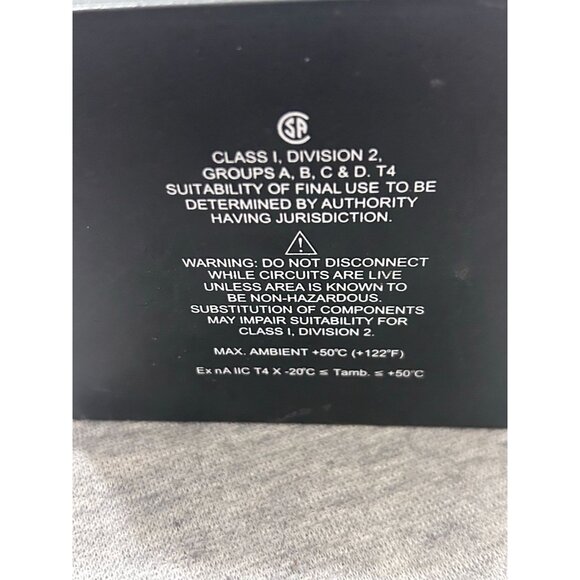 CSA
CLASS I, DIVISION 2,
GROUPS A, B, C & D. T4
SUITABILITY OF FINAL USE TO BE
DETERMINED BY AUTHORITY
HAVING JURISDICTION.
WARNING: DO NOT DISCONNECT
WHILE CIRCUITS ARE LIVE
UNLESS AREA IS KNOWN TO
BE NON-HAZARDOUS.
SUBSTITUTION OF COMPONENTS
MAY IMPAIR SUITABILITY FOR
CLASS I, DIVISION 2.
MAX. AMBIENT +50°C (+122°F)
Ex nA IIC T4 X -20°C ≤ Tamb. ≤ +50°C